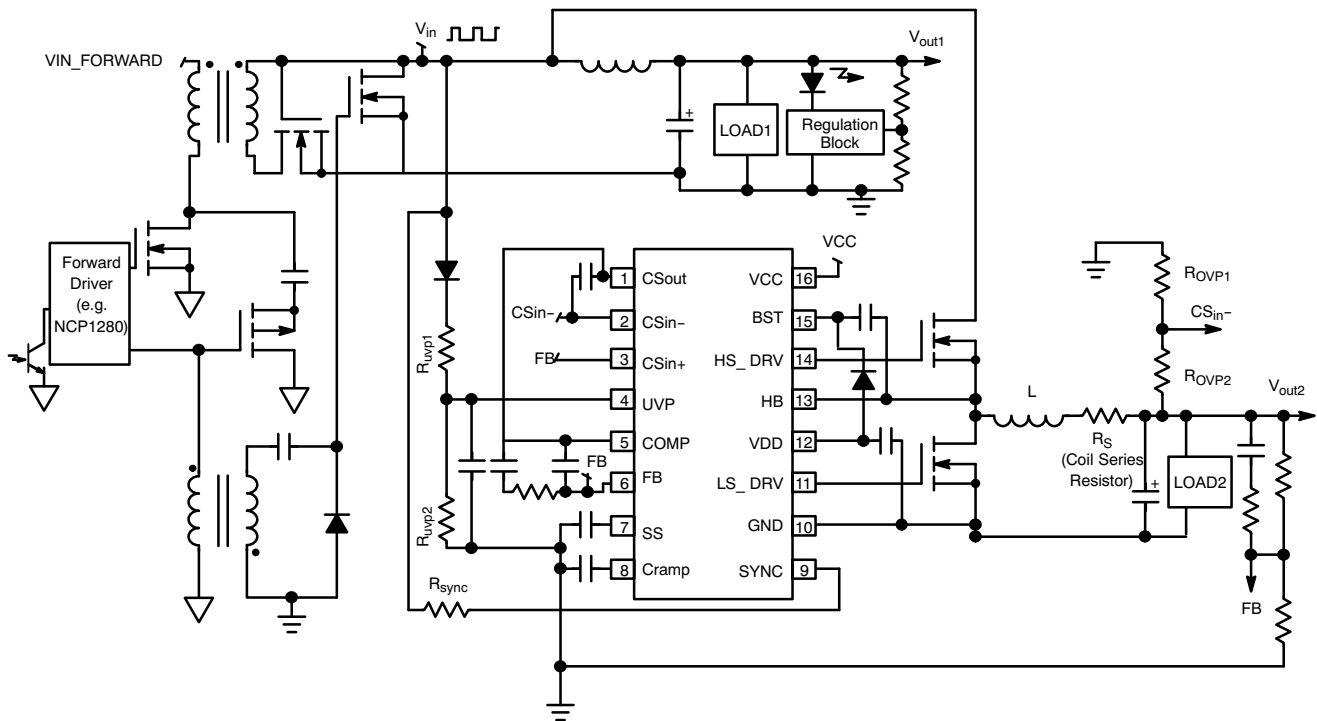 Vin
VIN_FORWARD
Vout1
+
LOAD1
Regulation
Block
Forward
Driver
(e.g.
NCP1280)
VCC
1
CSout
VCC
16
CSin−
2
CSin−
BST
15
FB
3
CSin+
HS_ DRV
14
4
UVP
HB
13
5
COMP
VDD
12
FB
6
FB
LS_ DRV
11
7
SS
GND
10
8
Cramp
SYNC
9
Ruvp1
Ruvp2
Rsync
ROVP1
CSin−
ROVP2
Vout2
L
RS
(Coil Series
Resistor)
+
LOAD2
FB